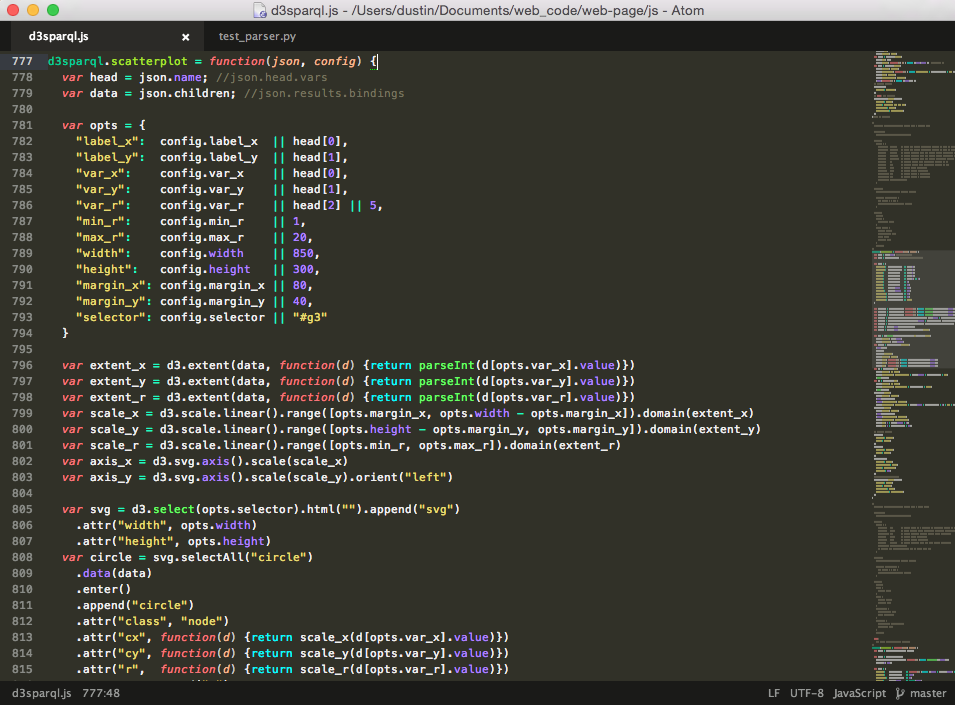 d3sparql.js - /Users/dustin/Documents/web_code/web-page/js - Atom
d3sparql.js × test_parser.py
777 d3sparql.scatterplot = function(json, config) {
778   var head = json.name; //json.head.vars
779   var data = json.children; //json.results.bindings
780
781   var opts = {
782     "label_x":  config.label_x  || head[0],
783     "label_y":  config.label_y  || head[1],
784     "var_x":    config.var_x    || head[0],
785     "var_y":    config.var_y    || head[1],
786     "var_r":    config.var_r    || head[2] || 5,
787     "min_r":    config.min_r    || 1,
788     "max_r":    config.max_r    || 20,
789     "width":    config.width    || 850,
790     "height":   config.height   || 300,
791     "margin_x": config.margin_x || 80,
792     "margin_y": config.margin_y || 40,
793     "selector": config.selector || "#g3"
794   }
795
796   var extent_x = d3.extent(data, function(d) {return parseInt(d[opts.var_x].value)})
797   var extent_y = d3.extent(data, function(d) {return parseInt(d[opts.var_y].value)})
798   var extent_r = d3.extent(data, function(d) {return parseInt(d[opts.var_r].value)})
799   var scale_x = d3.scale.linear().range([opts.margin_x, opts.width - opts.margin_x]).domain(extent_x)
800   var scale_y = d3.scale.linear().range([opts.height - opts.margin_y, opts.margin_y]).domain(extent_y)
801   var scale_r = d3.scale.linear().range([opts.min_r, opts.max_r]).domain(extent_r)
802   var axis_x = d3.svg.axis().scale(scale_x)
803   var axis_y = d3.svg.axis().scale(scale_y).orient("left")
804
805   var svg = d3.select(opts.selector).html("").append("svg")
806     .attr("width", opts.width)
807     .attr("height", opts.height)
808   var circle = svg.selectAll("circle")
809     .data(data)
810     .enter()
811     .append("circle")
812     .attr("class", "node")
813     .attr("cx", function(d) {return scale_x(d[opts.var_x].value)})
814     .attr("cy", function(d) {return scale_y(d[opts.var_y].value)})
815     .attr("r",  function(d) {return scale_r(d[opts.var_r].value)})
d3sparql.js 777:48 LF UTF-8 JavaScript master